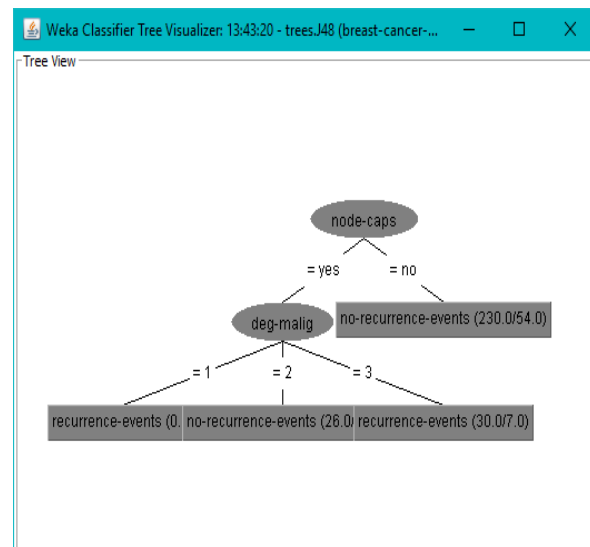 Weka Classifier Tree Visualizer: 13:43:20 - trees.J48 (breast-cancer-...
Tree View
node-caps
= yes
= no
deg-malig
no-recurrence-events (230.0/54.0)
= 1
= 2
= 3
recurrence-events (0.
no-recurrence-events (26.0/
recurrence-events (30.0/7.0)